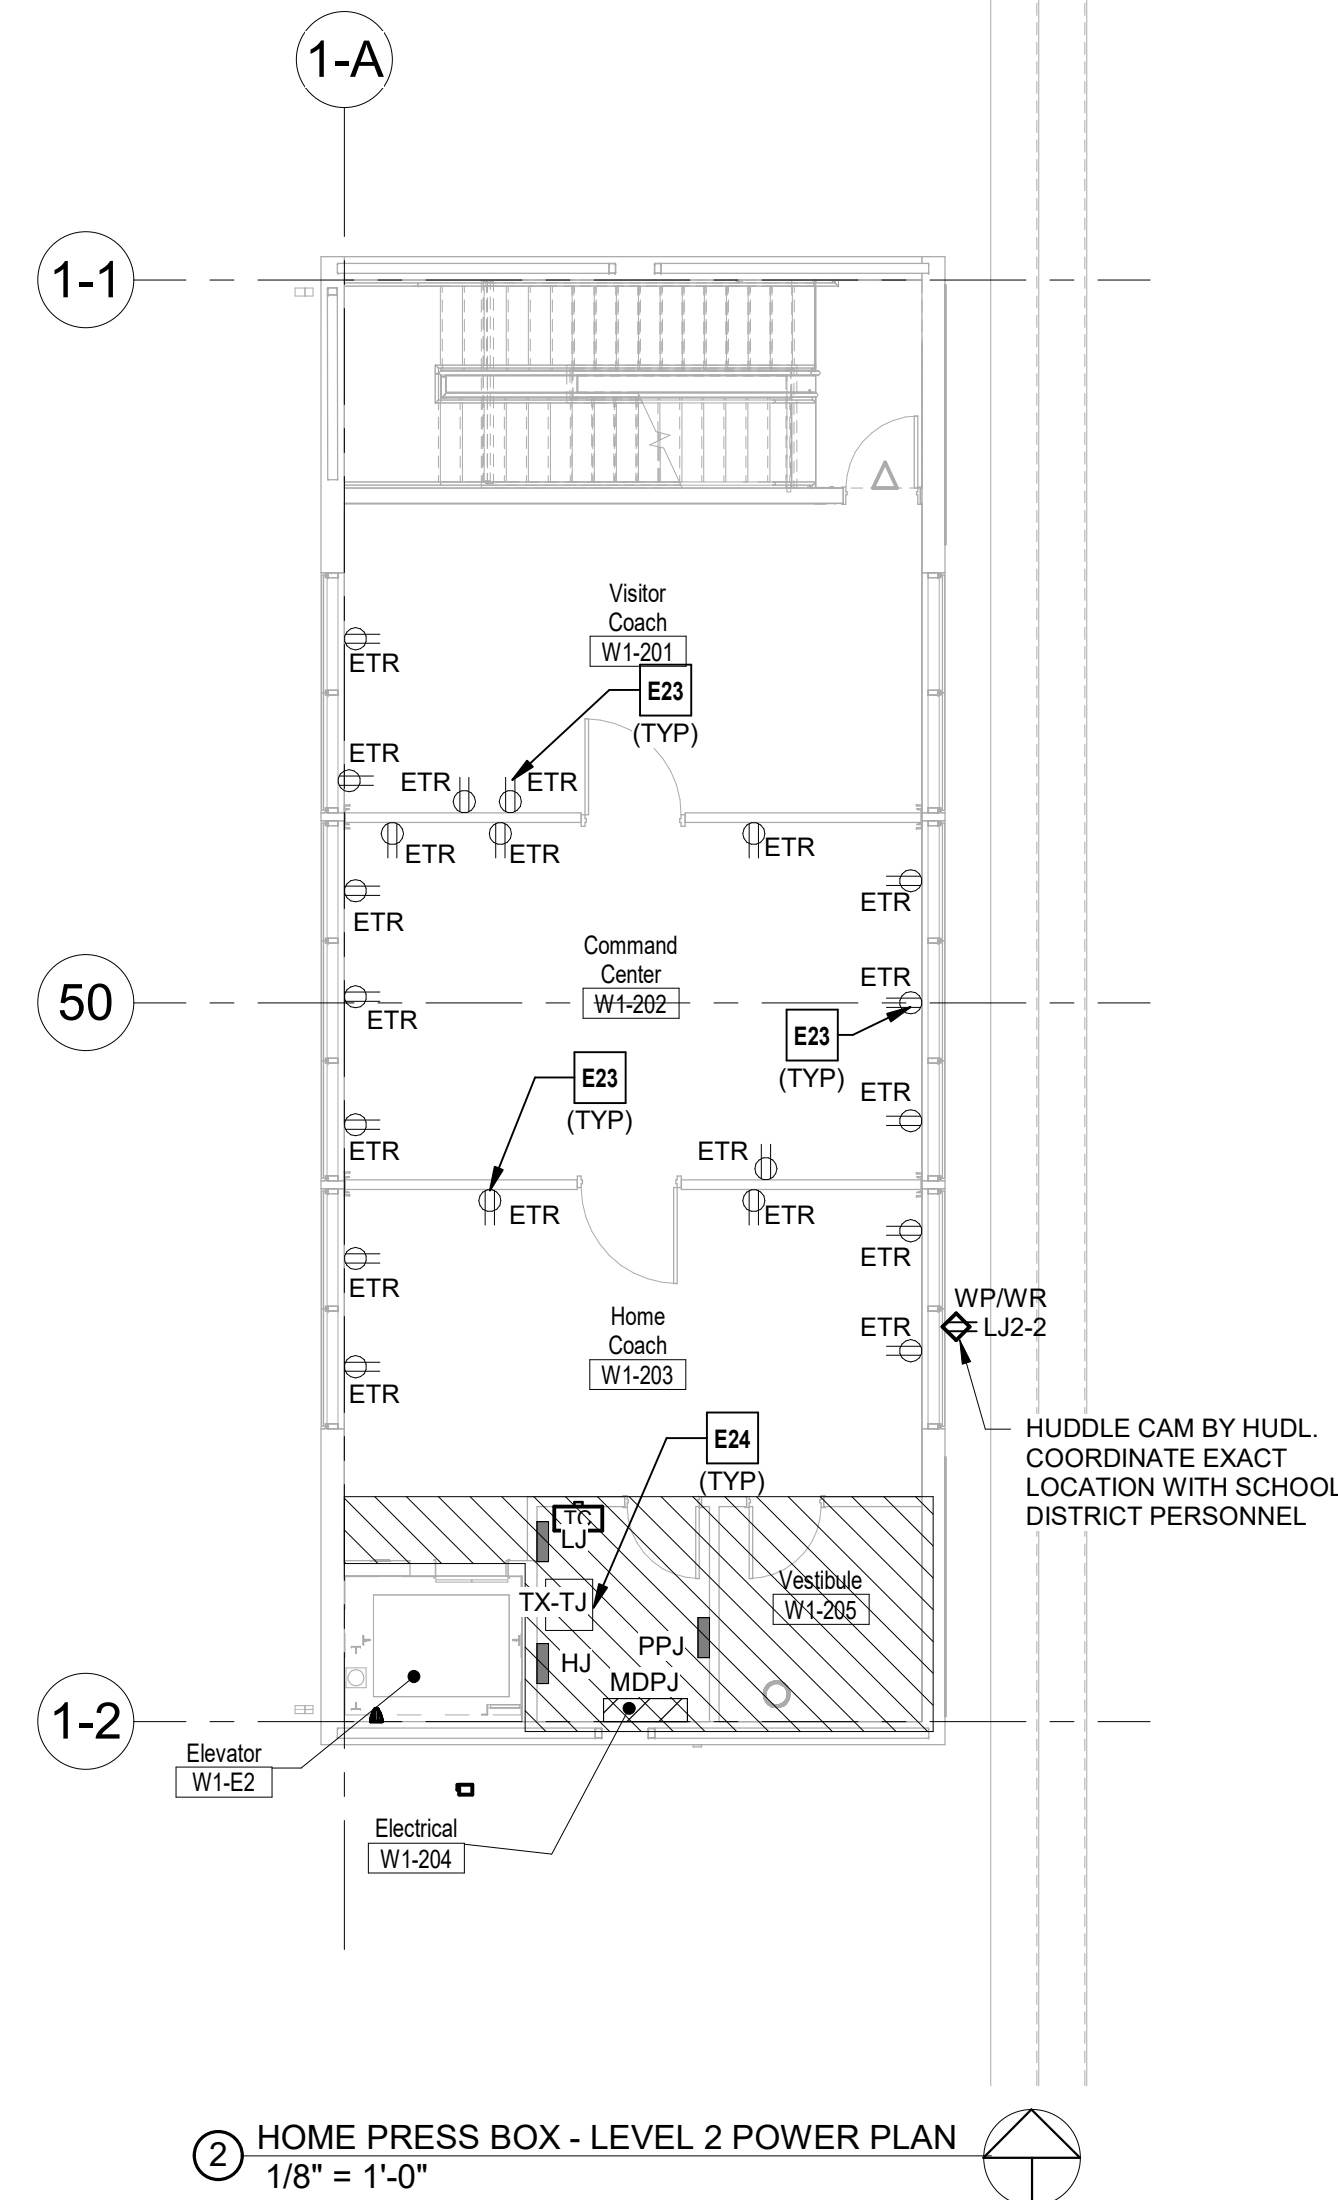 1-A
1-1
Visitor
Coach
W1-201
ETR
E23
(TYP)
ETR
ETR
ETR
ETR
ETR
ETR
ETR
ETR
Command
Center
W1-202
ETR
50
ETR
E23
(TYP)
E23
(TYP)
ETR
ETR
ETR
ETR
ETR
ETR
ETR
WP/WR
LJ2-2
Home
Coach
W1-203
ETR
ETR
HUDDLE CAM BY HUDL.
COORDINATE EXACT
LOCATION WITH SCHOOL
DISTRICT PERSONNEL
E24
(TYP)
TC
LJ
Vestibule
W1-205
TX-TJ
PPJ
HJ
MDPJ
1-2
Elevator
W1-E2
Electrical
W1-204
2
HOME PRESS BOX - LEVEL 2 POWER PLAN
1/8" = 1'-0"